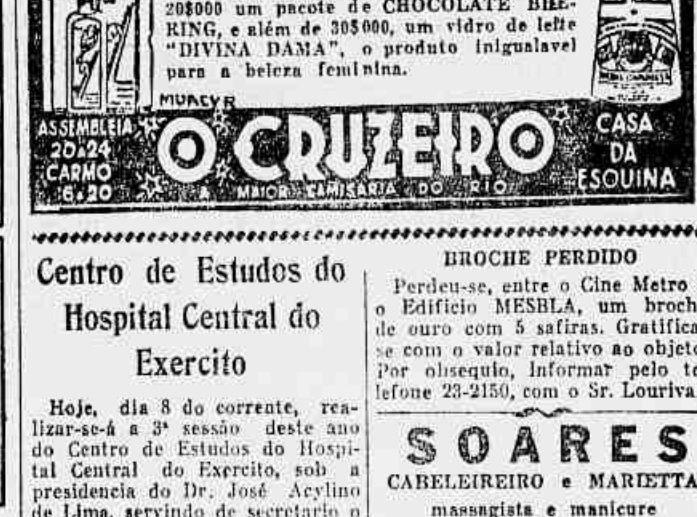 20$000 um pacote de CHOCOLATE BHE-
RING, e além de 30$000, um vidro de leite
"DIVINA DAMA", o produto inigualavel
para a beleza feminina.
MOACYR
ASSEMBLEIA
20 a 24
CARMO
6 a 20
O CRUZEIRO
A MAIOR CAMISARIA DO RIO
CASA
DA
ESQUINA
Centro de Estudos do
Hospital Central do
Exercito
Hoje, dia 8 do corrente, rea-
lizar-se-á a 3ª sessão deste ano
do Centro de Estudos do Hospi-
tal Central do Exercito, sob a
presidencia do Dr. José Acylino
de Lima, servindo de secretario o
BROCHE PERDIDO
Perdeu-se, entre o Cine Metro
o Edificio MESBLA, um broch
de ouro com 5 safiras. Gratifica
se com o valor relativo ao objet
Por obsequio, Informar pelo te
lefone 23-2150, com o Sr. Louriva
SOARES
CABELEIREIRO e MARIETTA
massagista e manicure